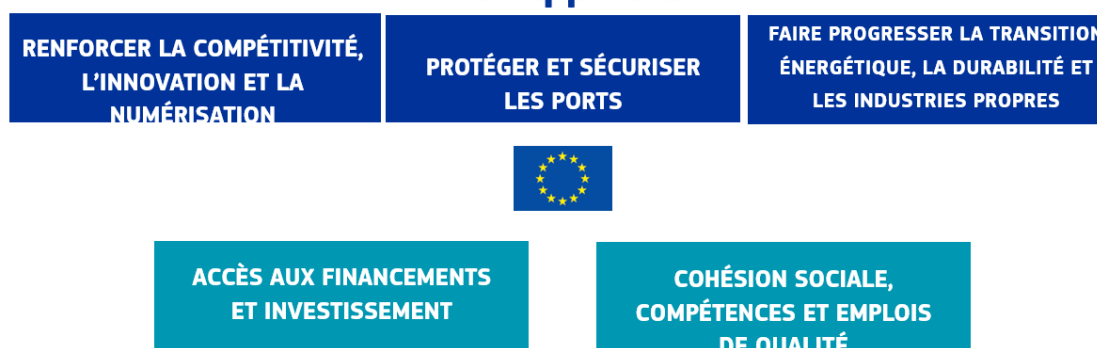 RENFORCER LA COMPÉTITIVITÉ,
L'INNOVATION ET LA
NUMÉRISATION
PROTÉGER ET SÉCURISER
LES PORTS
FAIRE PROGRESSER LA TRANSITION
ÉNERGÉTIQUE, LA DURABILITÉ ET
LES INDUSTRIES PROPRES
ACCÈS AUX FINANCEMENTS
ET INVESTISSEMENT
COHÉSION SOCIALE,
COMPÉTENCES ET EMPLOIS
DE QUALITÉ